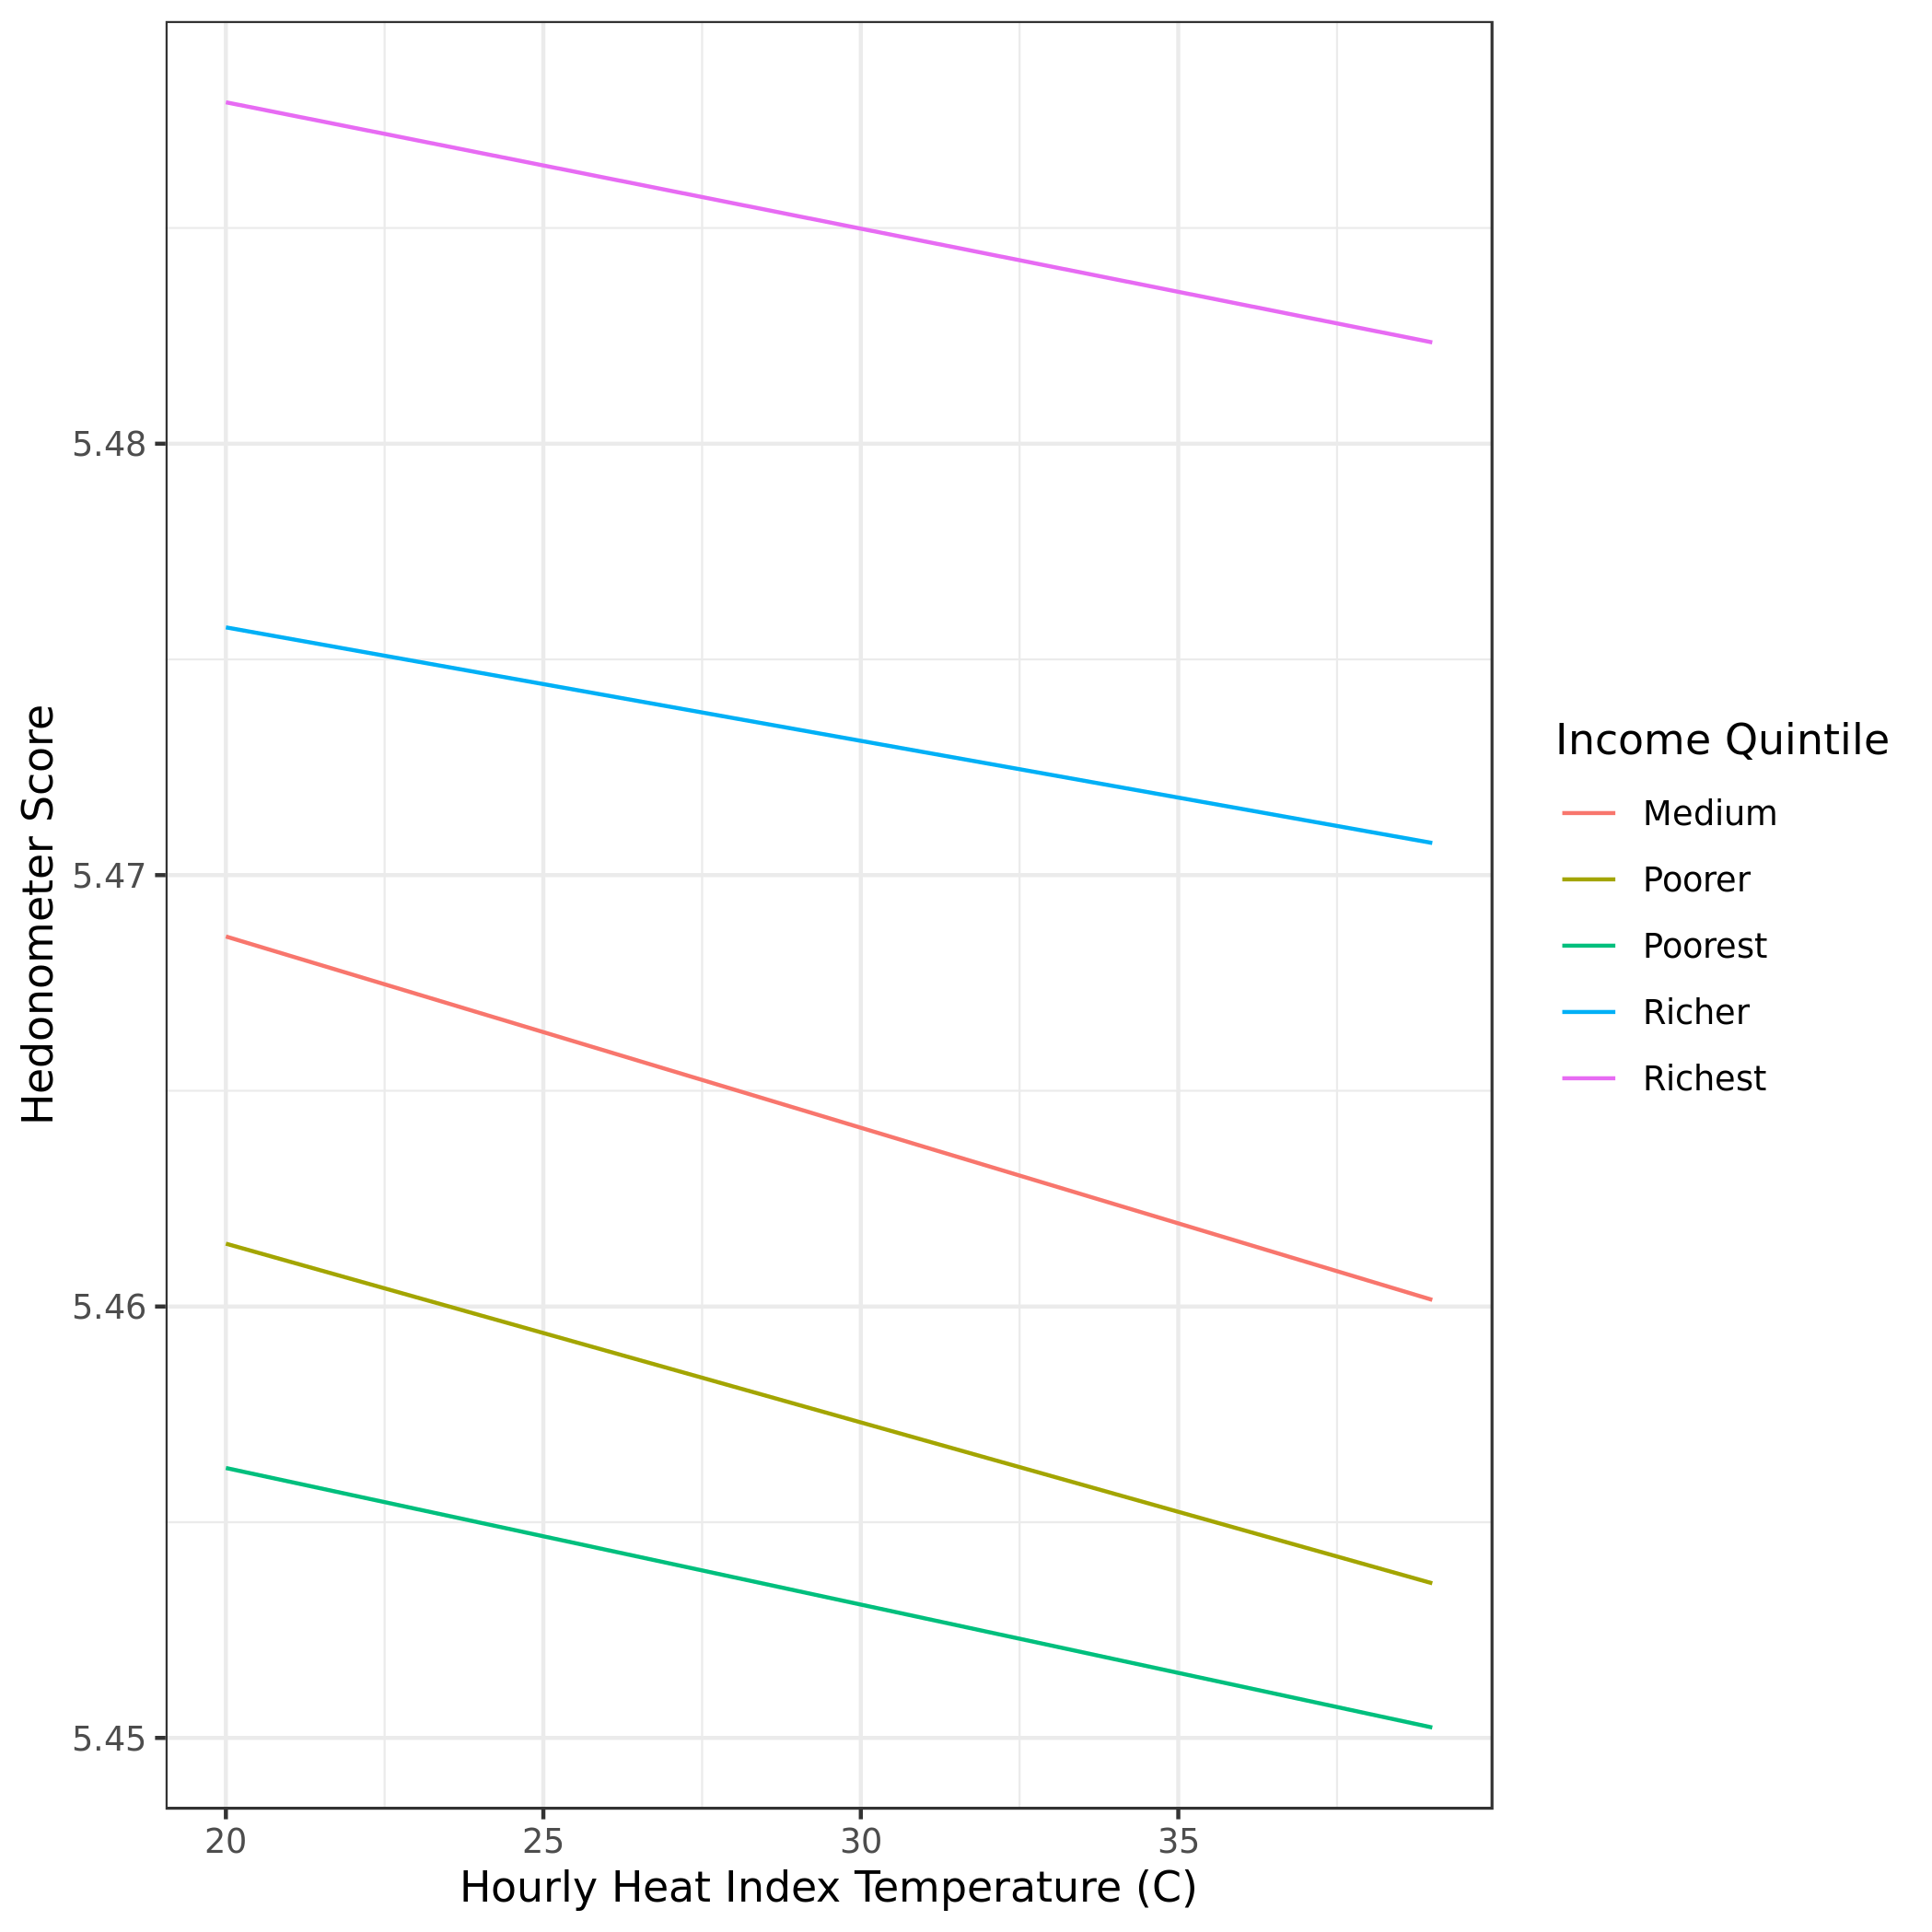 Hedonometer Score
5.48
5.47
5.46
5.45
20
25
30
35
Hourly Heat Index Temperature (C)
Income Quintile
Medium
Poorer
Poorest
Richer
Richest